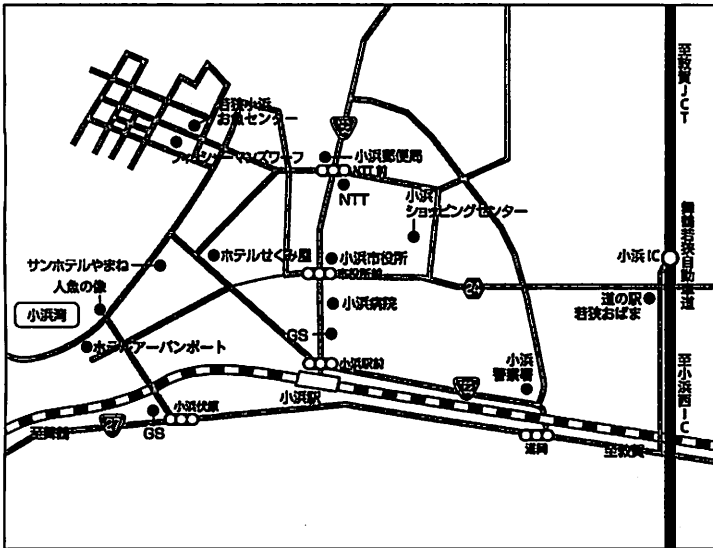 至敦賀JCT
若狭小浜
お魚センター
フィッシャーマンズワーフ
162
小浜郵便局
NTT前
NTT
小浜
ショッピングセンター
舞鶴若狭自動車道
小浜IC
サンホテルやまね
ホテルせくみ屋
小浜市役所
市役所前
24
道の駅
若狭おばま
人魚の像
小浜湾
小浜病院
GS
ホテルアーバンポート
小浜駅前
小浜
警察署
162
至小浜西IC
小浜駅
小浜伏原
至舞鶴
27
GS
湯岡
至敦賀